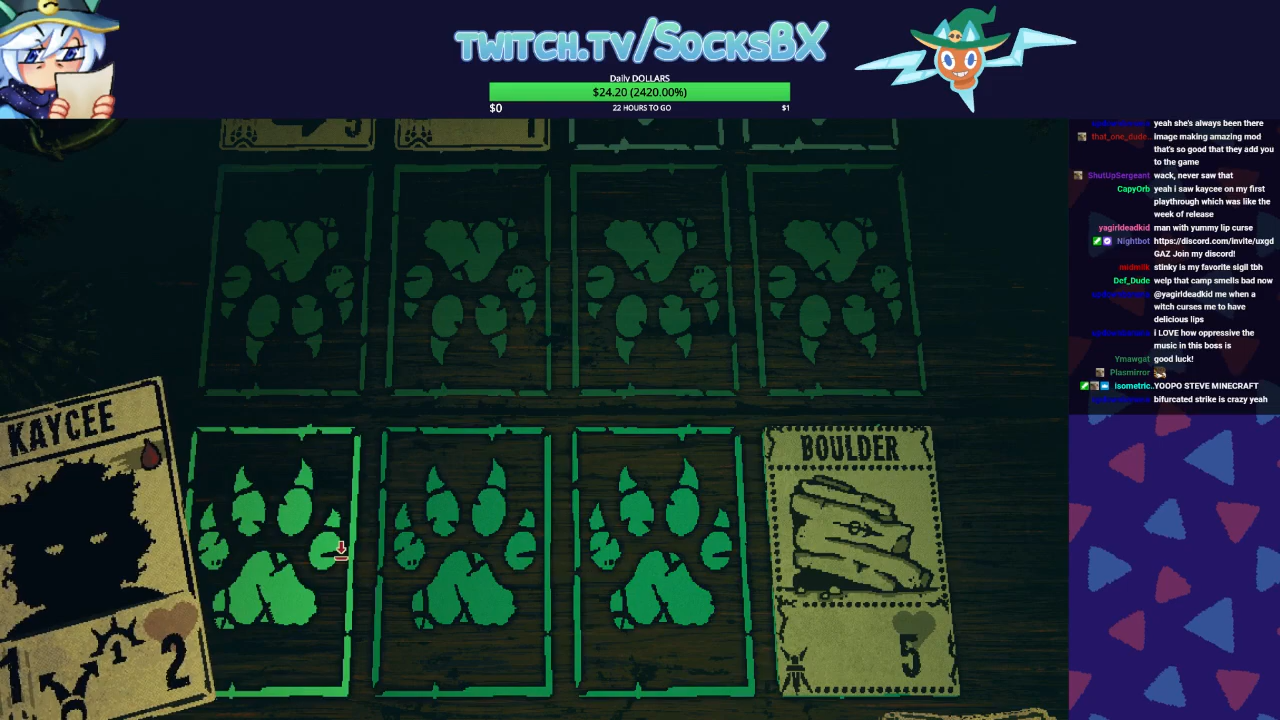 TWITCH.TV/SOCKSBX
Daily DOLLARS
$24.20 (2420.00%)
$0
22 HOURS TO GO
$1
5
1
KAYCEE
1
1
2
BOULDER
5
yeah she's always been there
that_one_dude.. image making amazing mod
that's so good that they add you
to the game
ShutUpSergeant wack, never saw that
CapyOrb yeah i saw kaycee on my first
playthrough which was like the
week of release
yagirldeadkid man with yummy lip curse
Nightbot https://discord.com/invite/uxgd
GAZ Join my discord!
midmilk stinky is my favorite sigil tbh
Def_Dude welp that camp smells bad now
@yagirldeadkid me when a
witch curses me to have
delicious lips
i LOVE how oppressive the
music in this boss is
Ymawgat good luck!
Plasmirror
isometric.. YOOPO STEVE MINECRAFT
bifurcated strike is crazy yeah